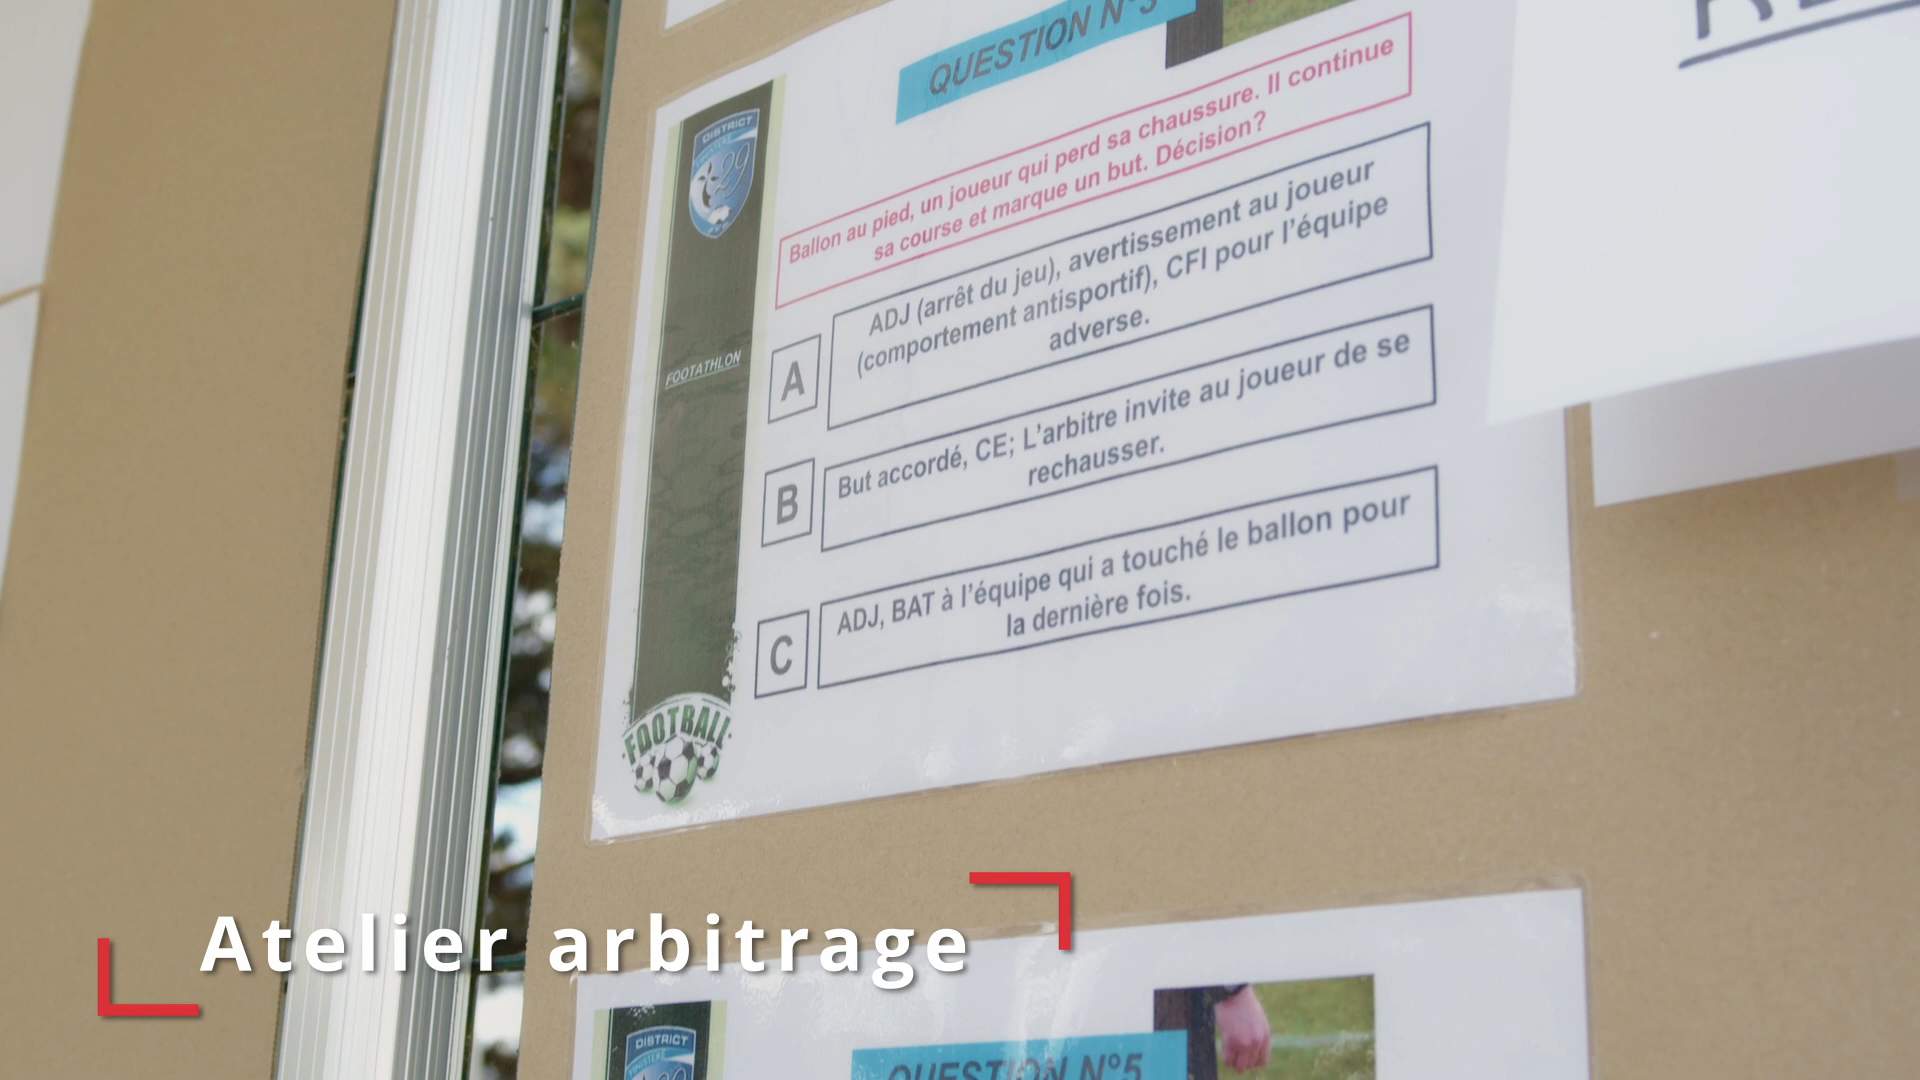 QUESTION N°3
DISTRICT
FINISTERE
29
Ballon au pied, un joueur qui perd sa chaussure. Il continue
sa course et marque un but. Décision?
FOOTATHLON
A
ADJ (arrêt du jeu), avertissement au joueur
(comportement antisportif), CFI pour l'équipe
adverse.
B
But accordé, CE; L'arbitre invite au joueur de se
rechausser.
C
ADJ, BAT à l'équipe qui a touché le ballon pour
la dernière fois.
FOOTBALL
Atelier arbitrage
DISTRICT
FINISTERE
QUESTION N°5